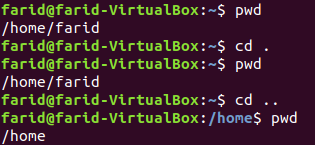 farid@farid-VirtualBox:~$ pwd
/home/farid
farid@farid-VirtualBox:~$ cd .
farid@farid-VirtualBox:~$ pwd
/home/farid
farid@farid-VirtualBox:~$ cd ..
farid@farid-VirtualBox:/home$ pwd
/home